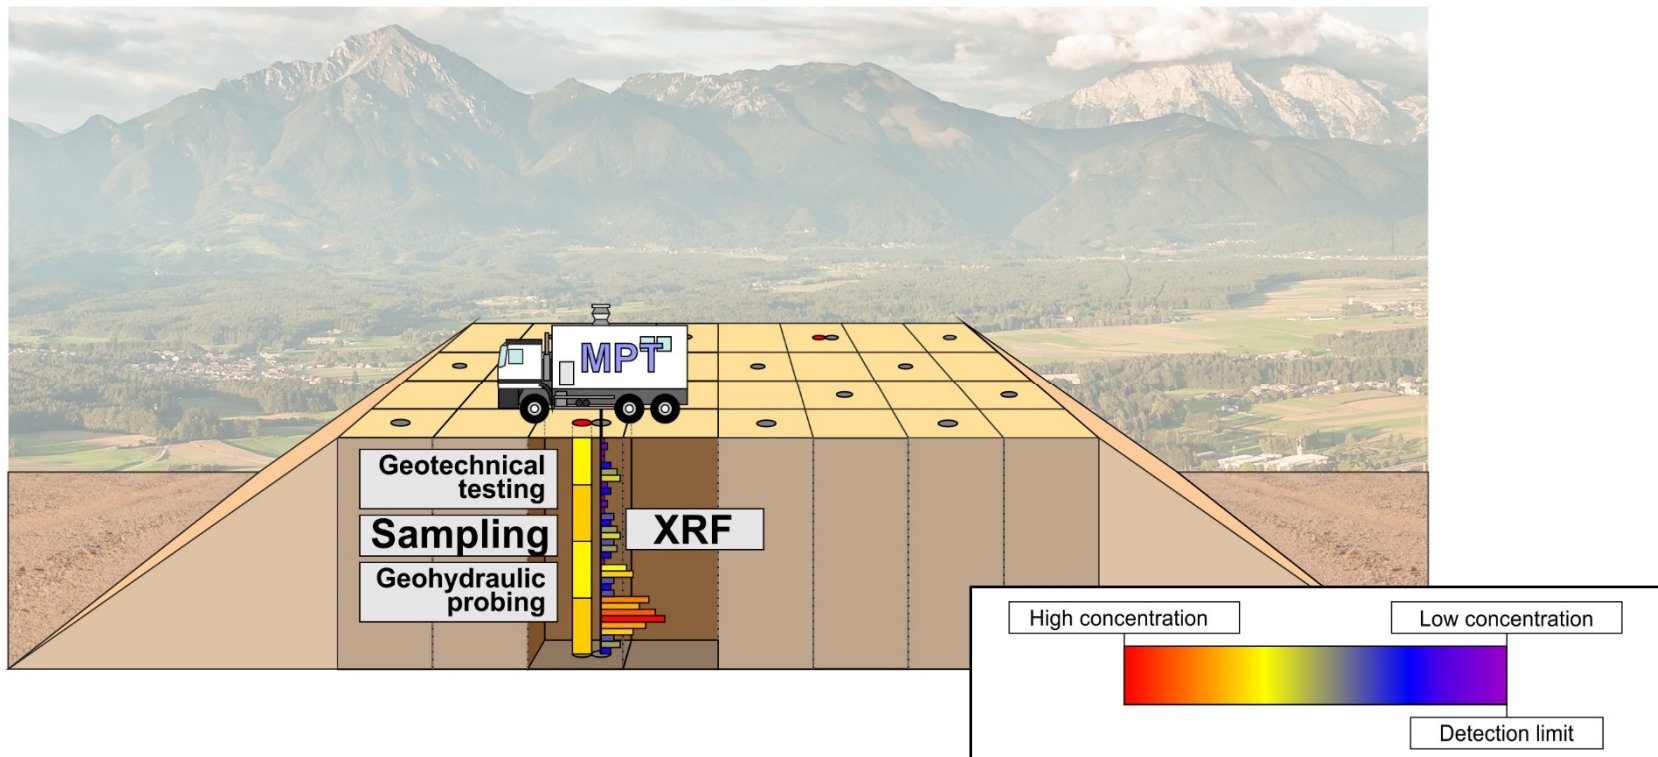 MPT
Geotechnical
testing
Sampling
XRF
Geohydraulic
probing
High concentration
Low concentration
Detection limit